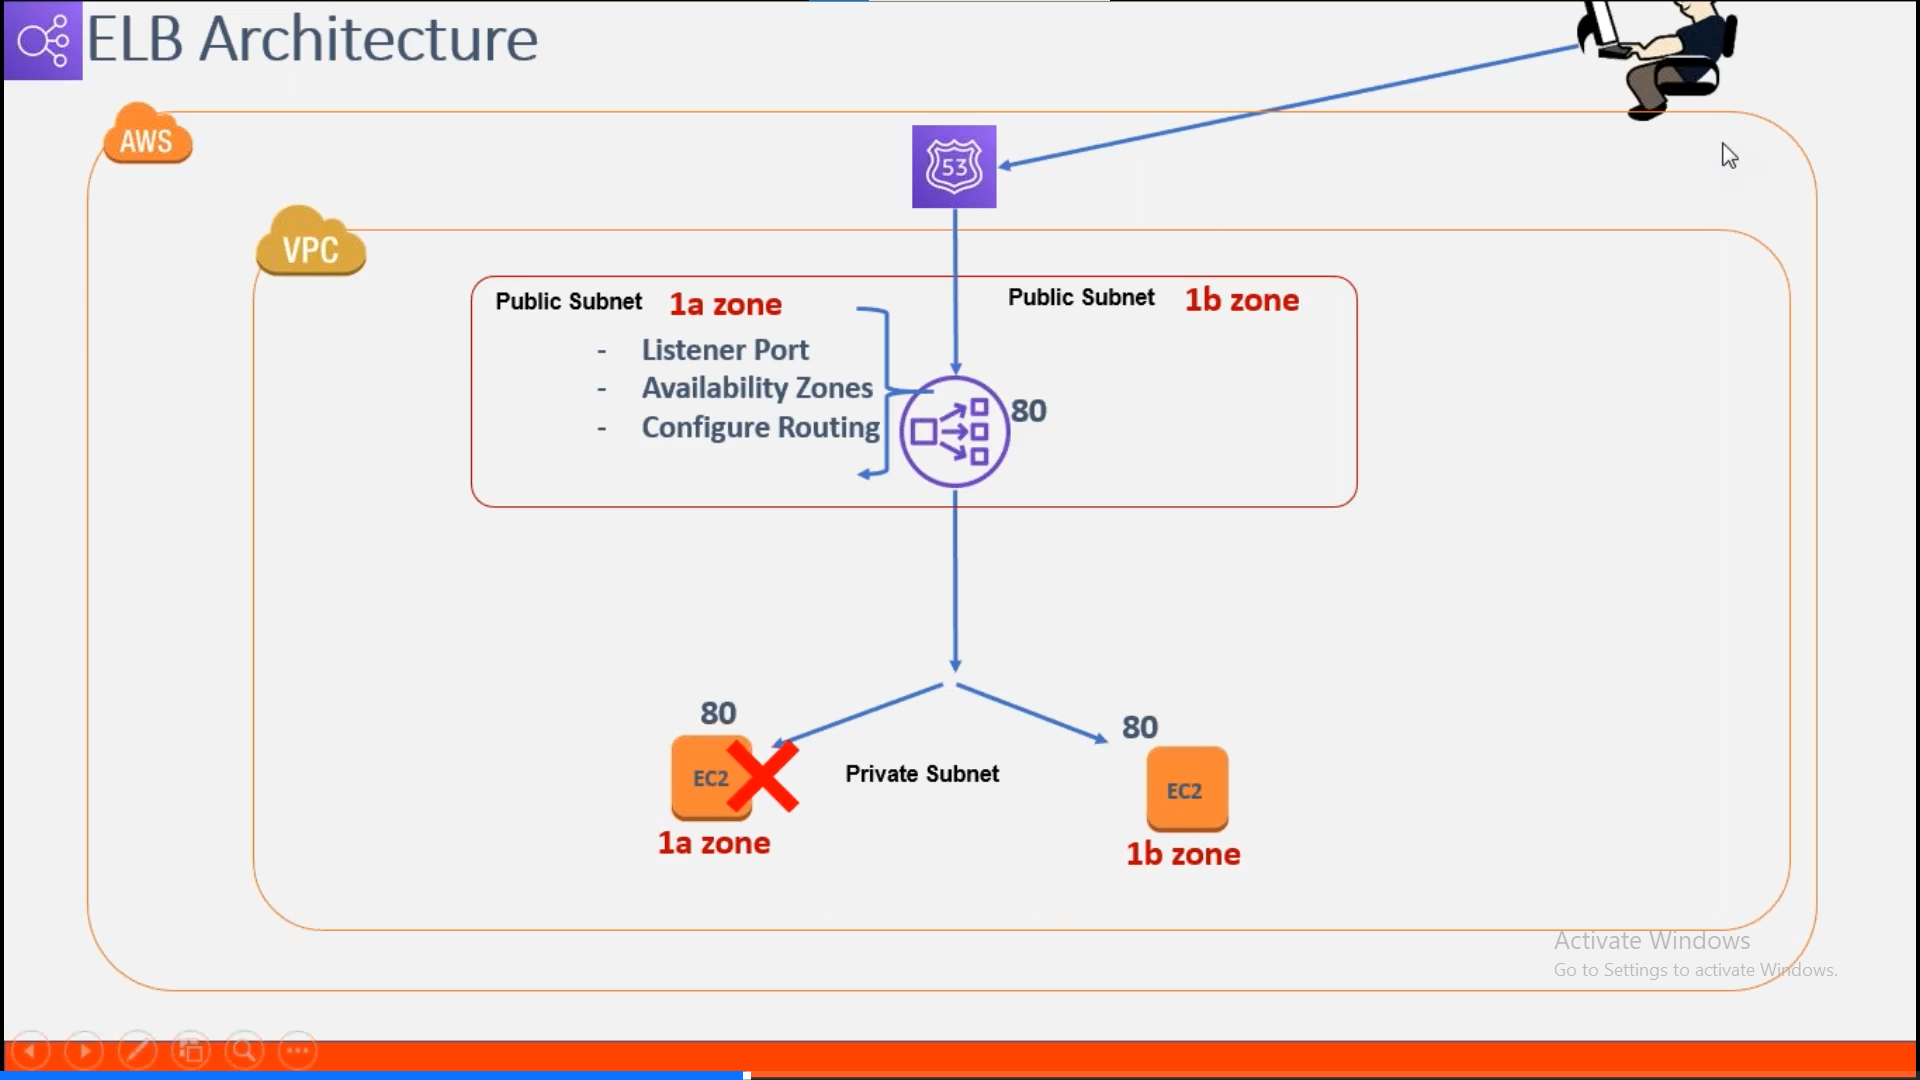 ELB Architecture
AWS
53
VPC
Public Subnet 1a zone
Public Subnet 1b zone
- Listener Port
- Availability Zones
- Configure Routing
80
80
80
EC2
Private Subnet
EC2
1a zone
1b zone
Activate Windows
Go to Settings to activate Windows.